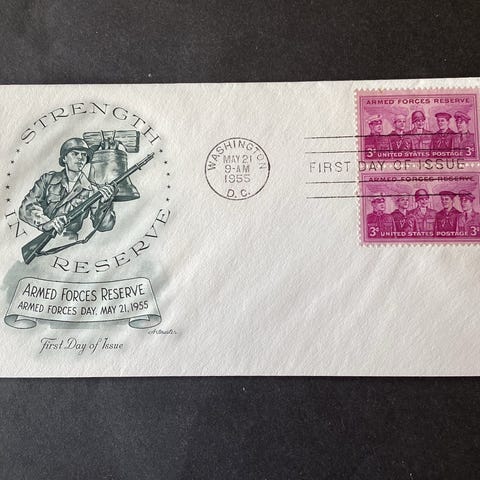 STRENGTH
IN RESERVE
ARMED FORCES RESERVE
ARMED FORCES DAY, MAY 21, 1955
Artmaster
First Day of Issue
WASHINGTON
MAY 21
9-AM
1955
D.C.
FIRST DAY OF ISSUE
ARMED FORCES RESERVE
3¢ UNITED STATES POSTAGE 3¢
ARMED FORCES RESERVE
3¢ UNITED STATES POSTAGE 3¢